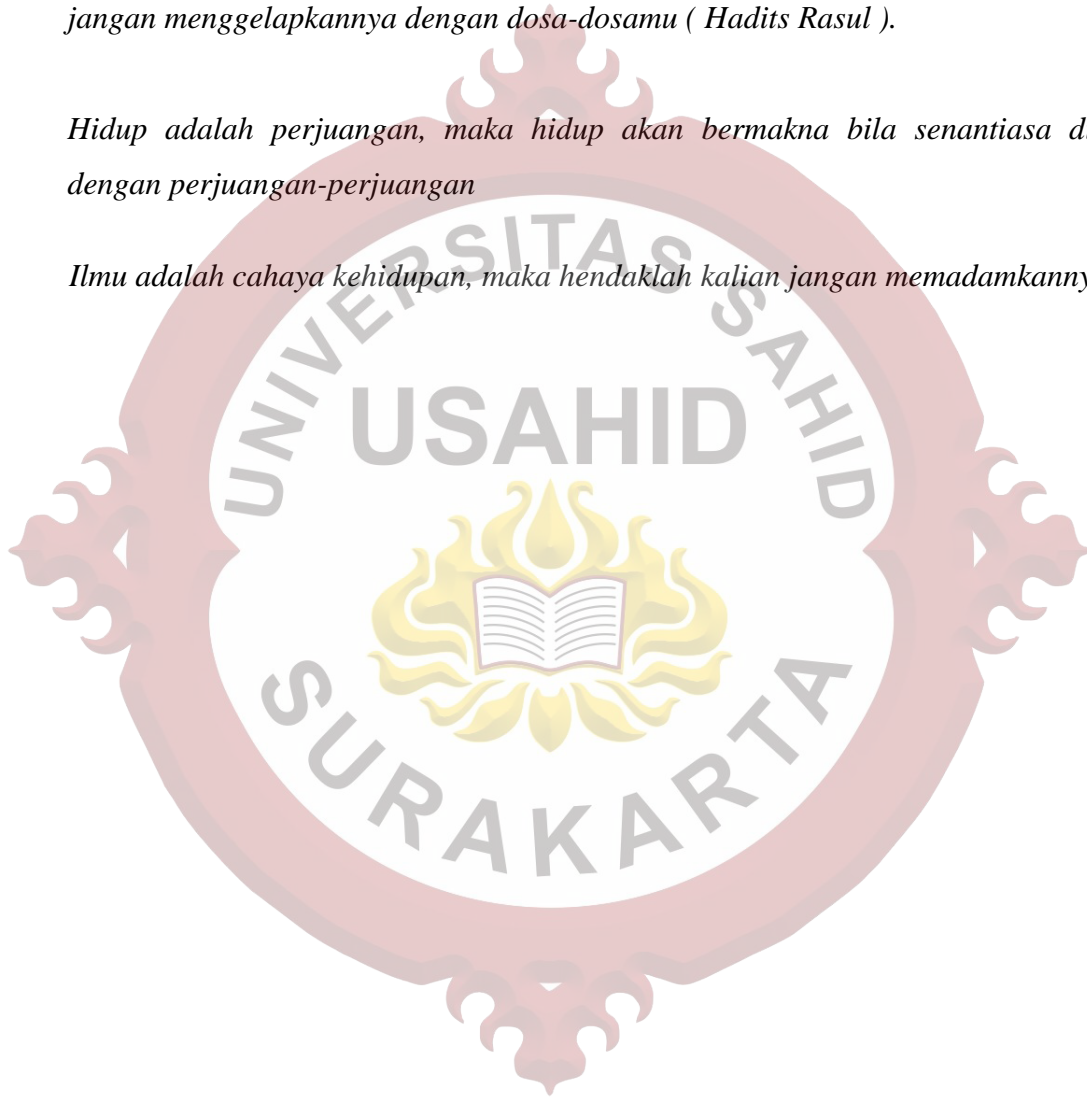 jangan menggelapkannya dengan dosa-dosamu ( Hadits Rasul ).
Hidup adalah perjuangan, maka hidup akan bermakna bila senantiasa
dengan perjuangan-perjuangan
Ilmu adalah cahaya kehidupan, maka hendaklah kalian jangan
UNIVERSITAS SAHID
USAHID
SURAKARTA